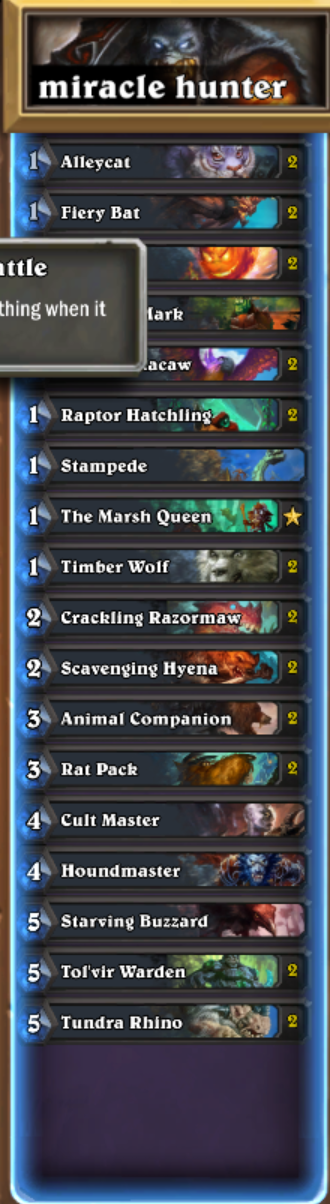 miracle hunter
1 Alleycat 2
1 Fiery Bat 2
attle
2
thing when it
Mark
acaw 2
1 Raptor Hatchling 2
1 Stampede
1 The Marsh Queen
1 Timber Wolf 2
2 Crackling Razormaw 2
2 Scavenging Hyena 2
3 Animal Companion 2
3 Rat Pack 2
4 Cult Master
4 Houndmaster
5 Starving Buzzard
5 Tol'vir Warden 2
5 Tundra Rhino 2